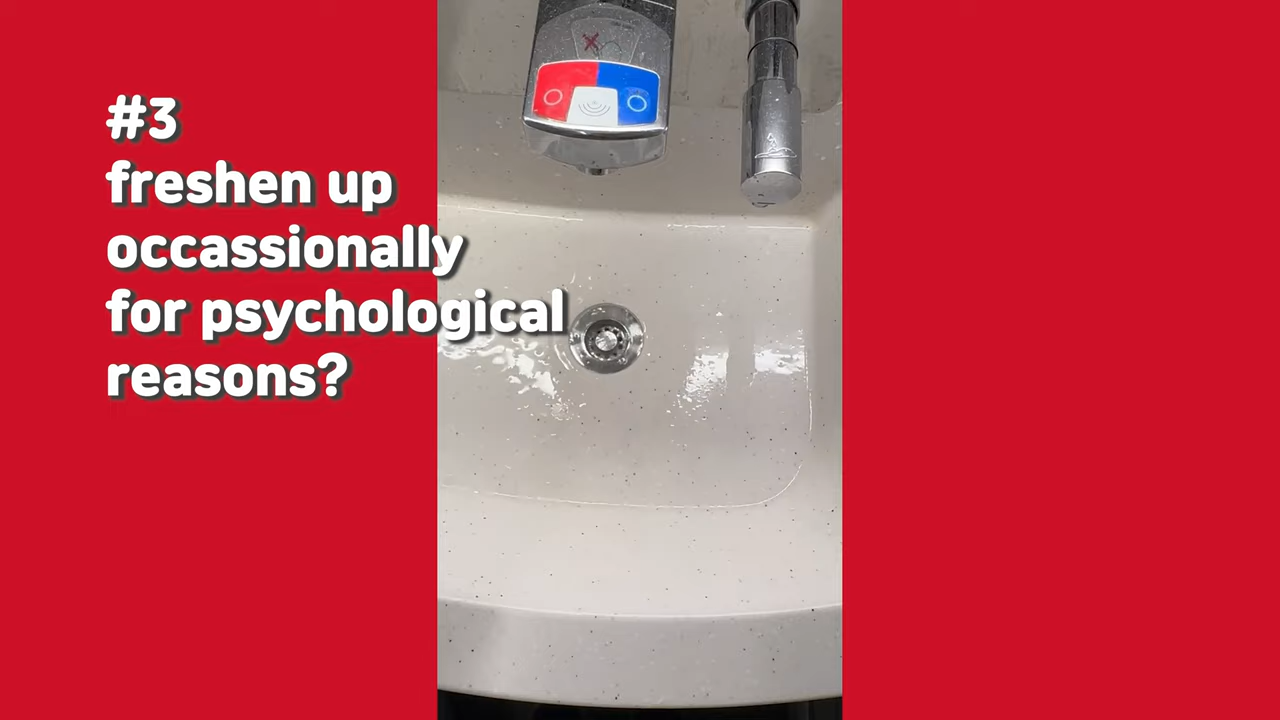 #3
freshen up
occassionally
for psychological
reasons?